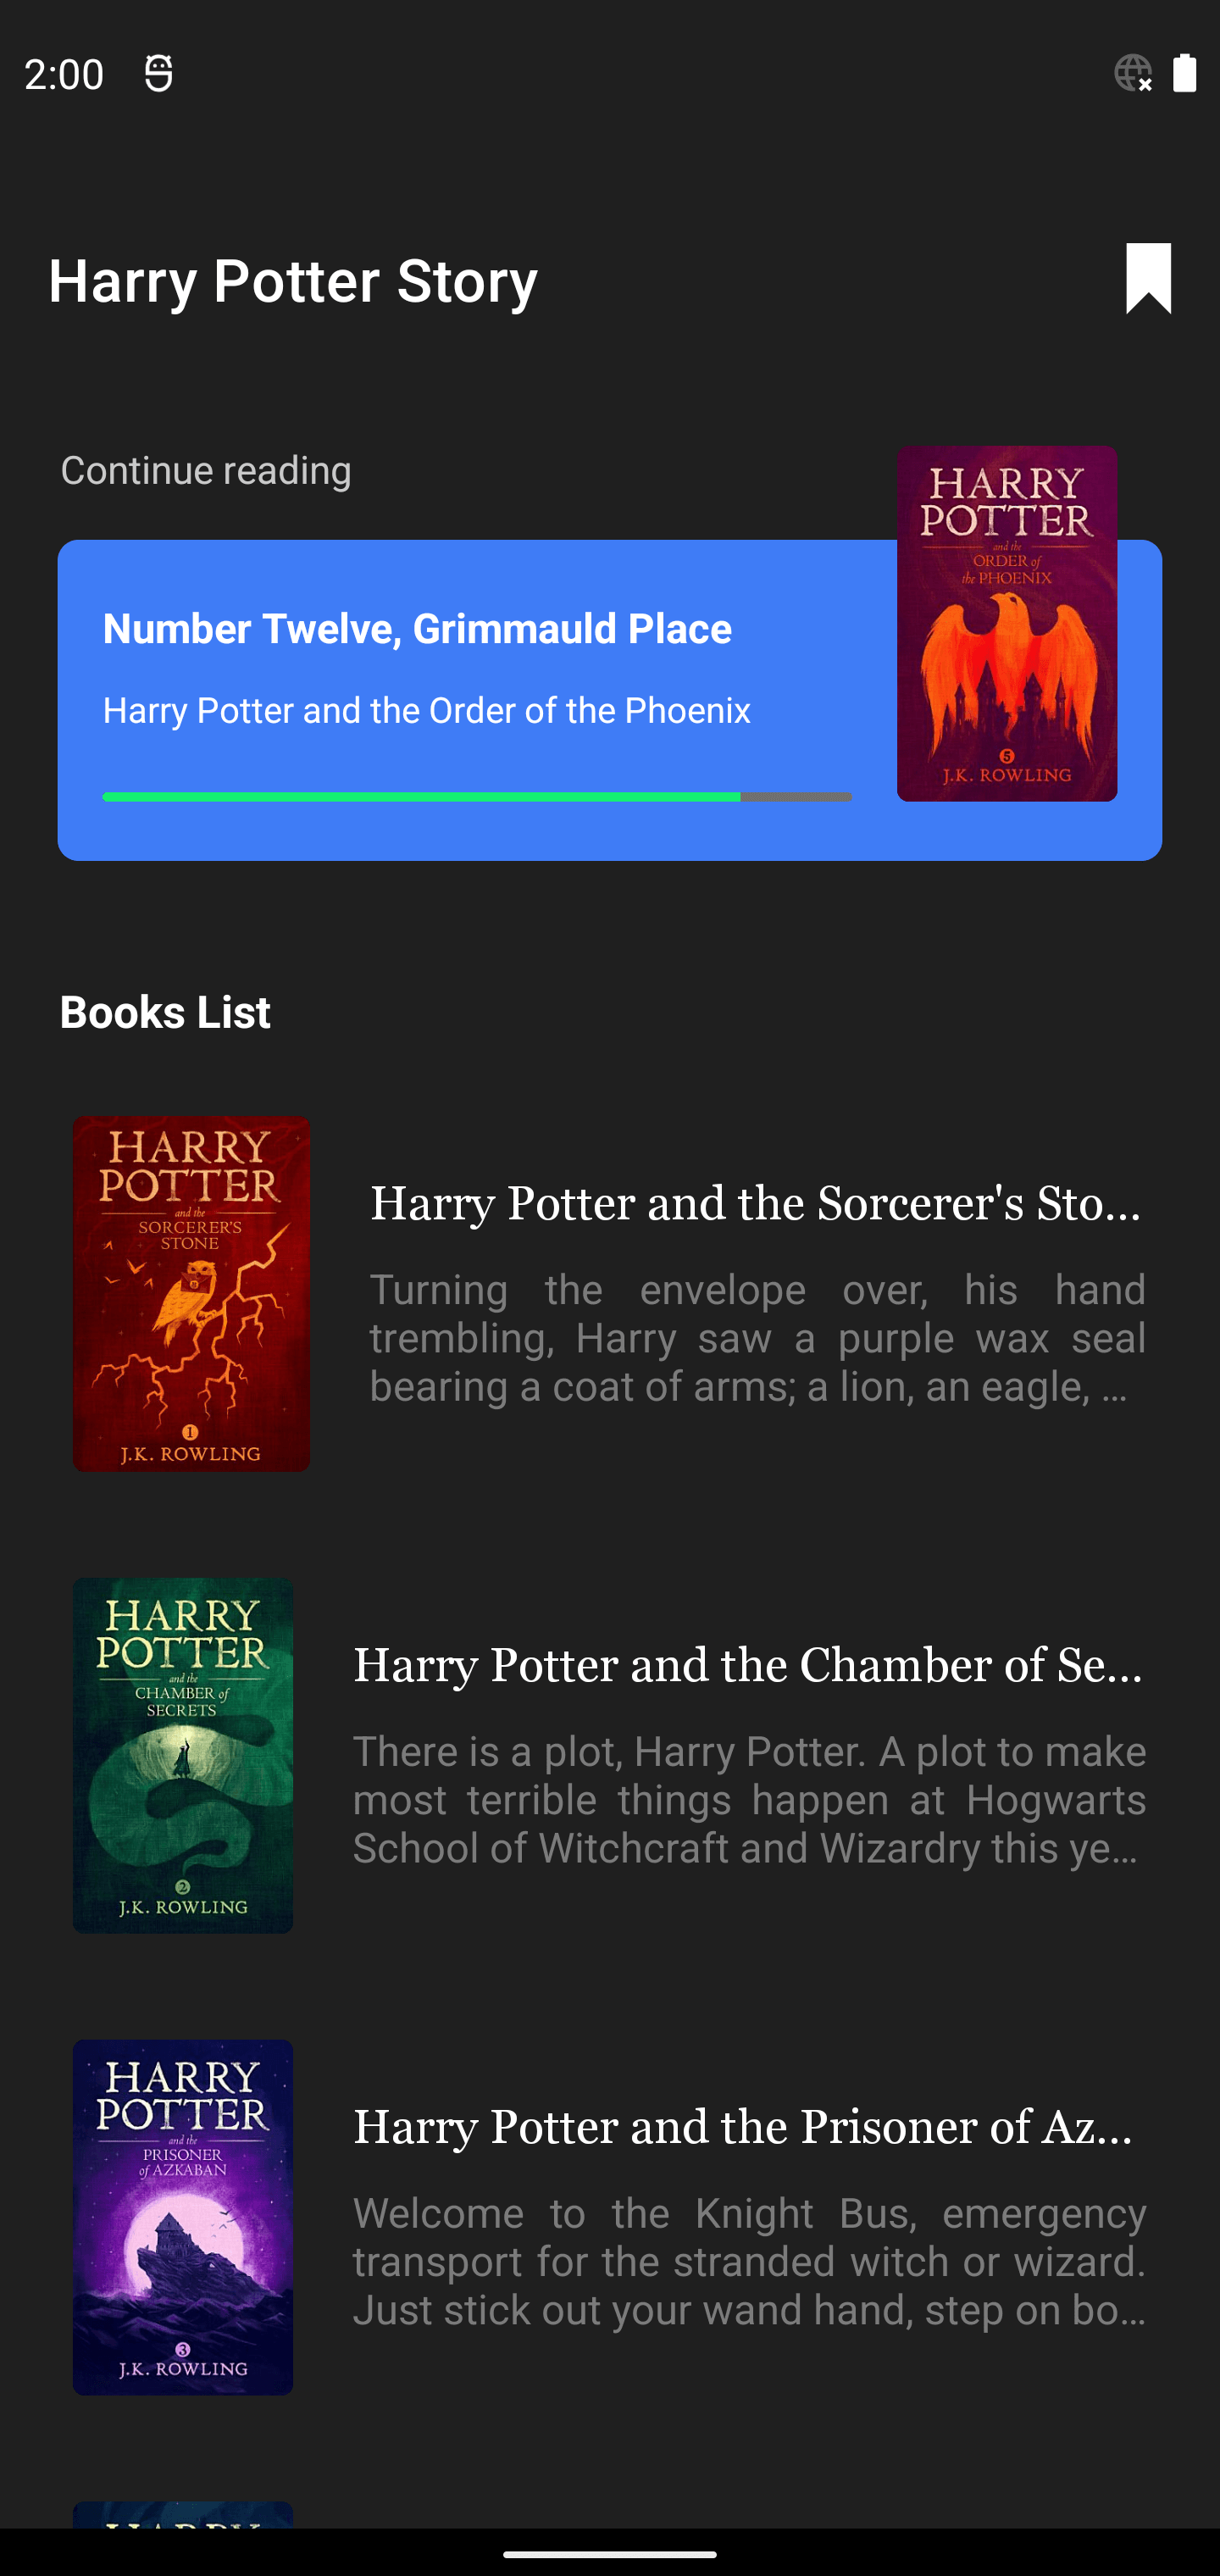 2:00
Harry Potter Story
Continue reading
HARRY
POTTER
and the
ORDER of
the PHOENIX
5
J.K. ROWLING
Number Twelve, Grimmauld Place
Harry Potter and the Order of the Phoenix
Books List
HARRY
POTTER
and the
SORCERER'S
STONE
1
J.K. ROWLING
Harry Potter and the Sorcerer's Sto...
Turning the envelope over, his hand
trembling, Harry saw a purple wax seal
bearing a coat of arms; a lion, an eagle, ...
HARRY
POTTER
and the
CHAMBER of
SECRETS
2
J.K. ROWLING
Harry Potter and the Chamber of Se...
There is a plot, Harry Potter. A plot to make
most terrible things happen at Hogwarts
School of Witchcraft and Wizardry this ye...
HARRY
POTTER
and the
PRISONER
of AZKABAN
3
J.K. ROWLING
Harry Potter and the Prisoner of Az...
Welcome to the Knight Bus, emergency
transport for the stranded witch or wizard.
Just stick out your wand hand, step on bo...
HARRY